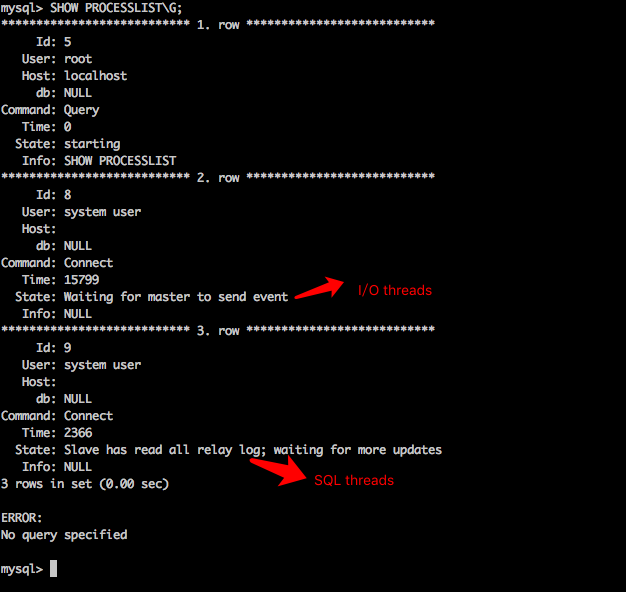 mysql> SHOW PROCESSLIST\G;
*************************** 1. row ***************************
Id: 5
User: root
Host: localhost
db: NULL
Command: Query
Time: 0
State: starting
Info: SHOW PROCESSLIST
*************************** 2. row ***************************
Id: 8
User: system user
Host:
db: NULL
Command: Connect
Time: 15799
State: Waiting for master to send event
I/O threads
Info: NULL
*************************** 3. row ***************************
Id: 9
User: system user
Host:
db: NULL
Command: Connect
Time: 2366
State: Slave has read all relay log; waiting for more updates
Info: NULL
SQL threads
3 rows in set (0.00 sec)
ERROR:
No query specified
mysql>